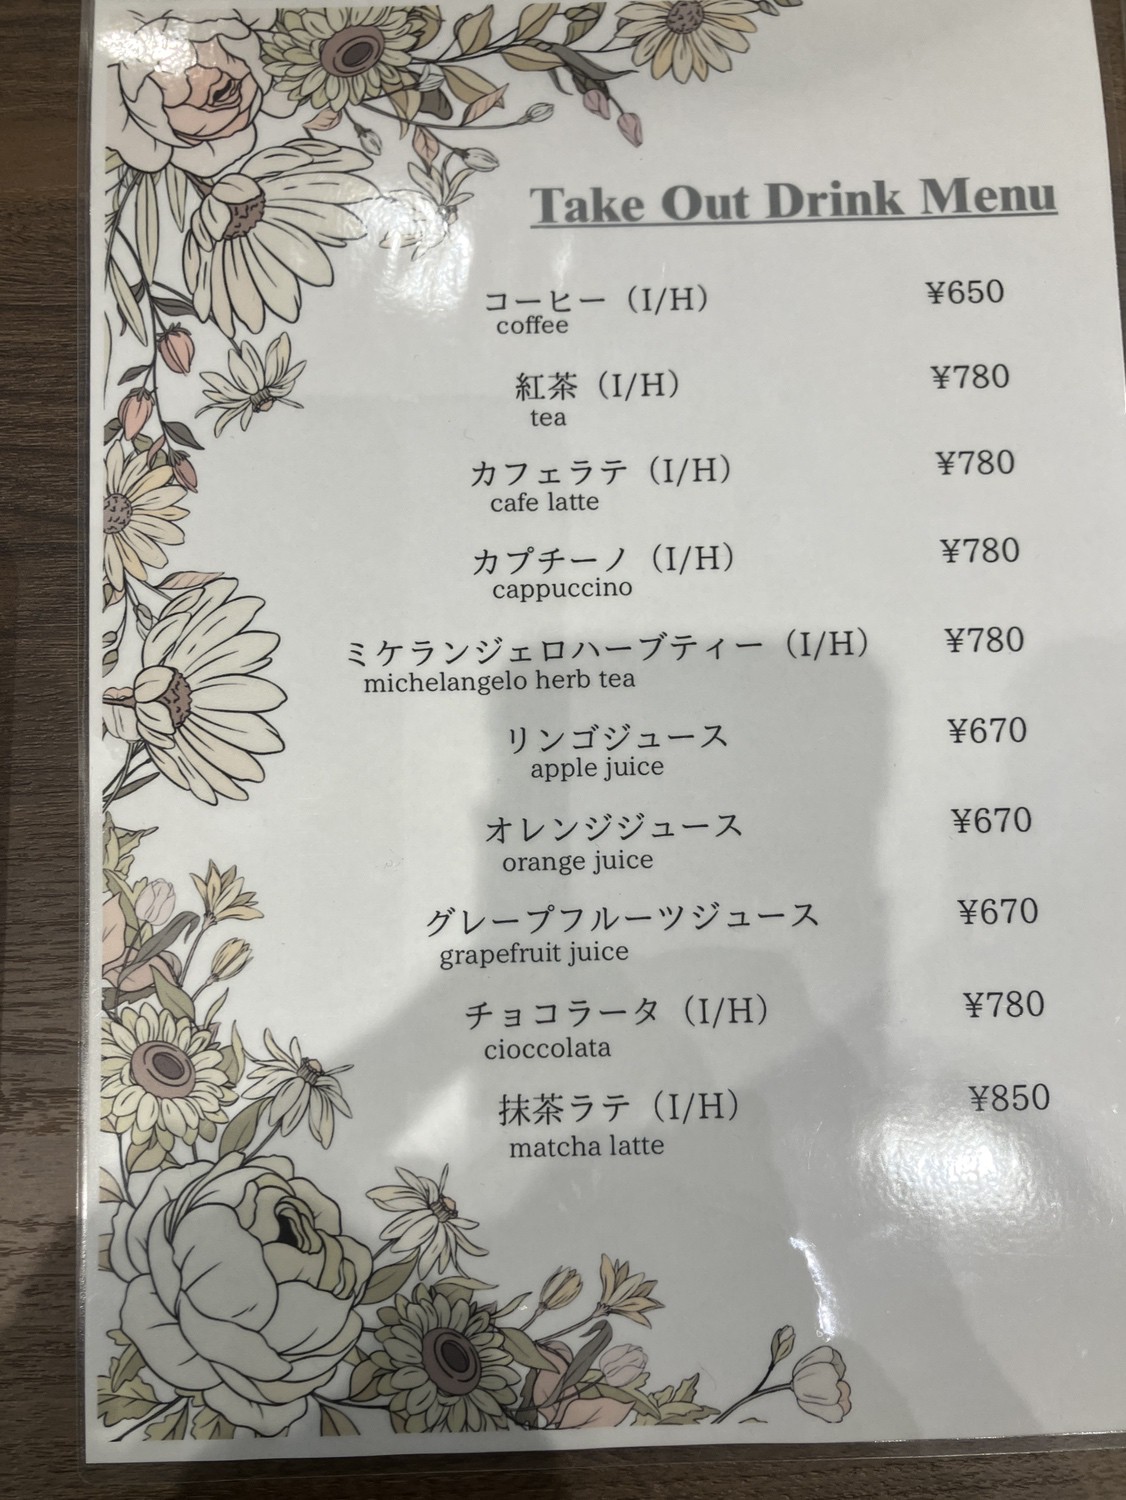 Take Out Drink Menu
コーヒー（I/H） ¥650
coffee
紅茶（I/H） ¥780
tea
カフェラテ（I/H） ¥780
cafe latte
カプチーノ（I/H） ¥780
cappuccino
ミケランジェロハーブティー（I/H） ¥780
michelangelo herb tea
リンゴジュース ¥670
apple juice
オレンジジュース ¥670
orange juice
グレープフルーツジュース ¥670
grapefruit juice
チョコラータ（I/H） ¥780
cioccolata
抹茶ラテ（I/H） ¥850
matcha latte